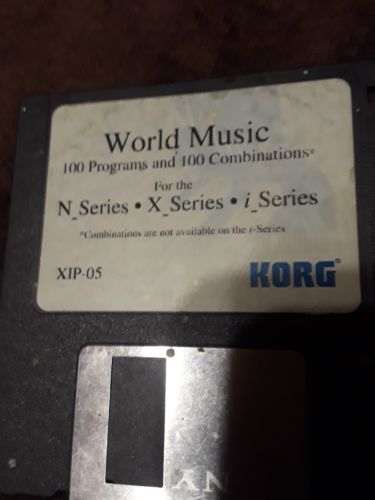 World Music
100 Programs and 100 Combinations*
For the
N_Series • X_Series • i_Series
*Combinations are not available on the i-Series
XIP-05
KORG®